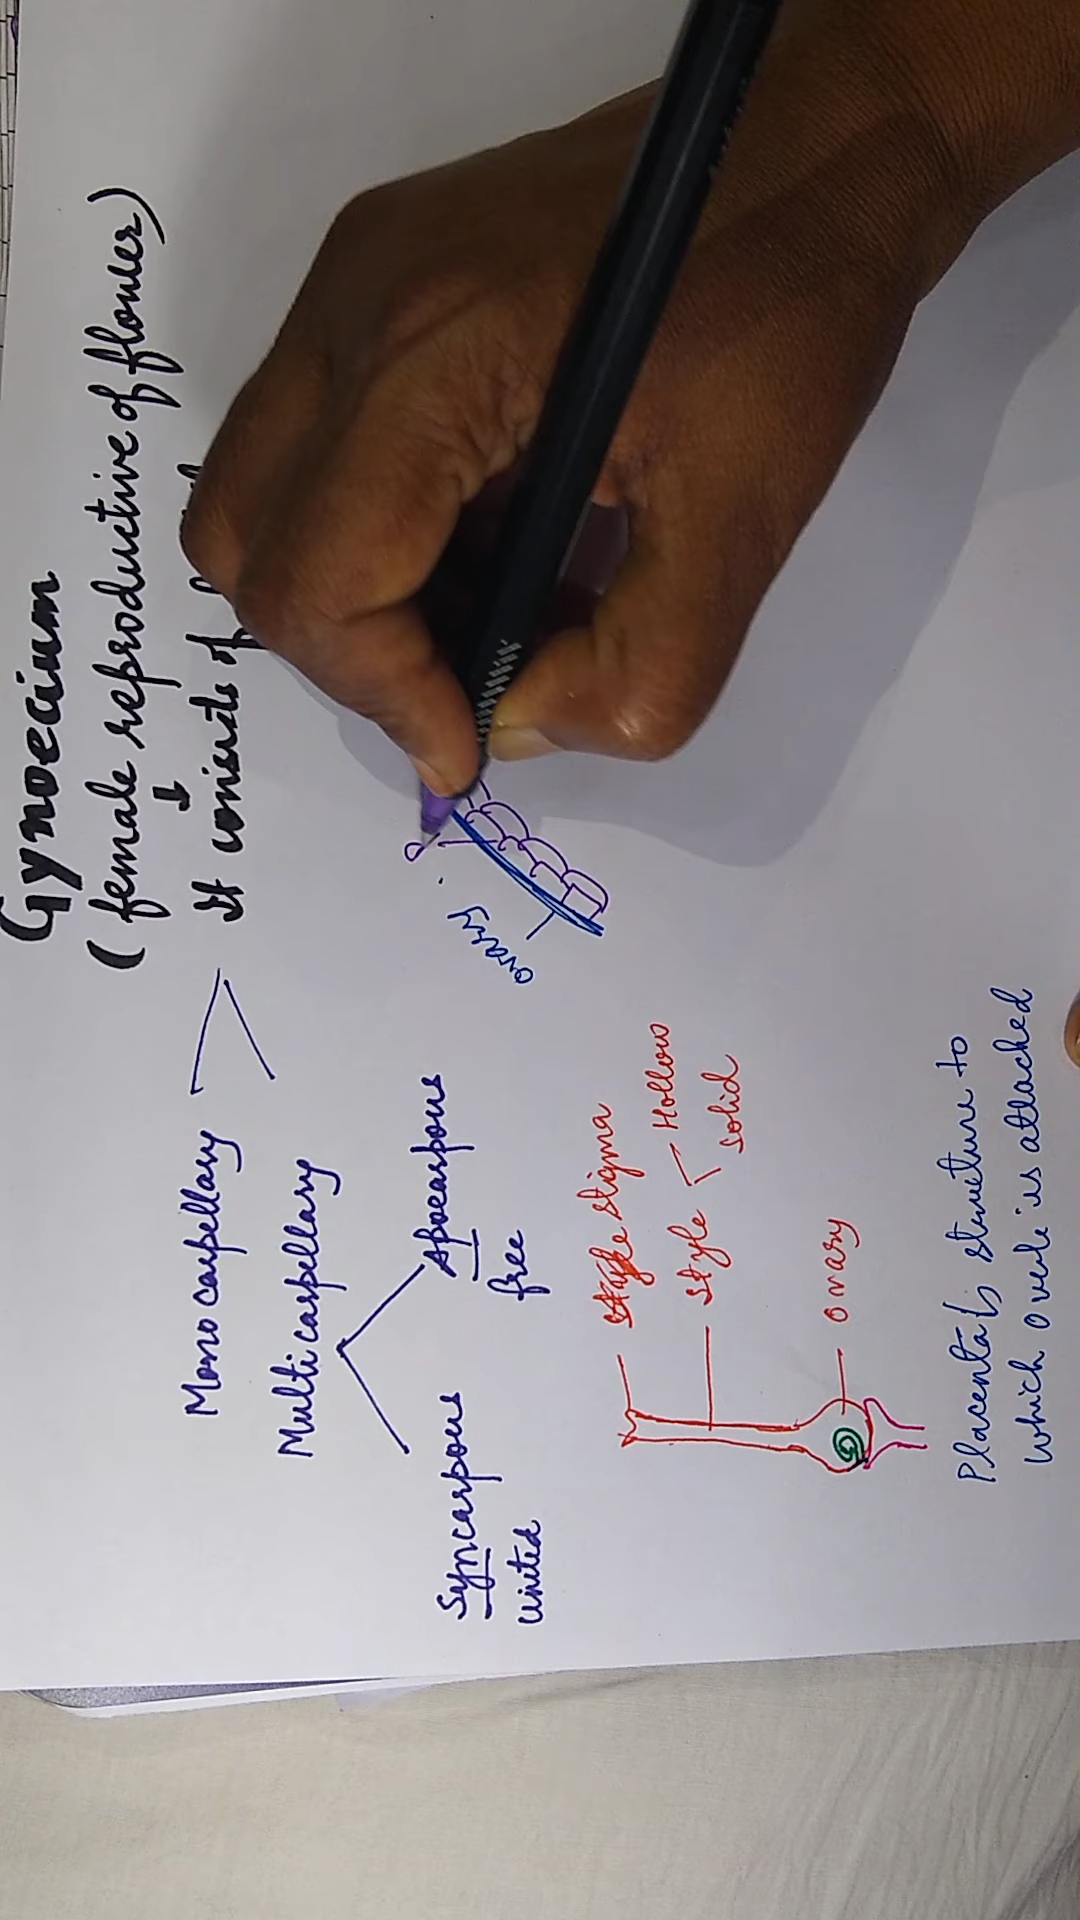 Gynoecium
(female reproductive of flower)
↓
It consists of
Mono carpellary
Multi carpellary
Syncarpous
united
Apocarpous
free
ovary
stigma
style
Hollow
solid
ovary
Placenta is structure to
which ovule is attached